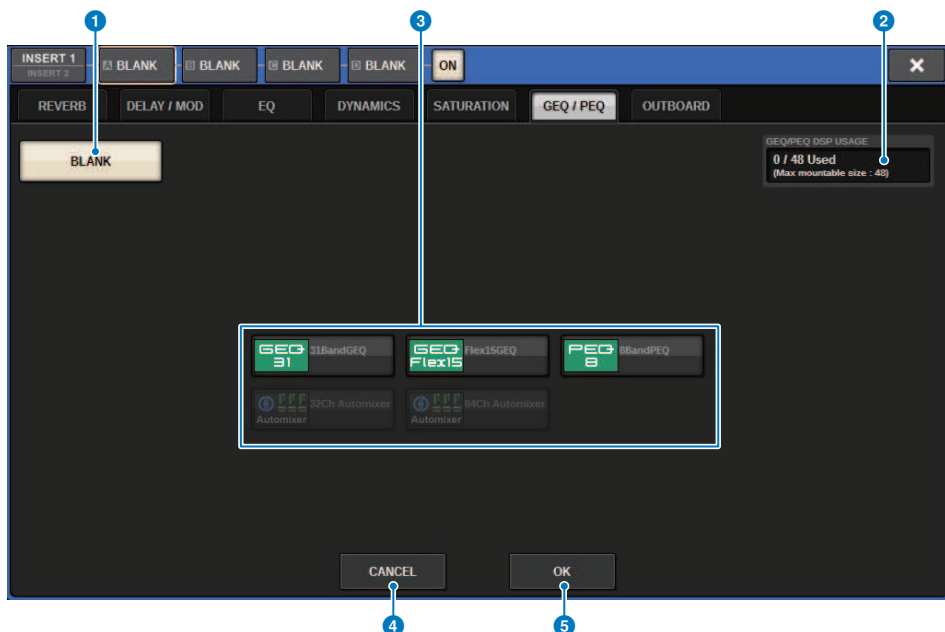 1
3
2
INSERT 1
INSERT 2
A BLANK
B BLANK
C BLANK
D BLANK
ON
×
REVERB
DELAY / MOD
EQ
DYNAMICS
SATURATION
GEQ / PEQ
OUTBOARD
BLANK
GEQ/PEQ DSP USAGE
0 / 48 Used
(Max mountable size : 48)
GEQ
31
31BandGEQ
GEQ
Flex15
Flex15GEQ
PEQ
8
8BandPEQ
Automixer
32Ch Automixer
Automixer
64Ch Automixer
CANCEL
OK
4
5